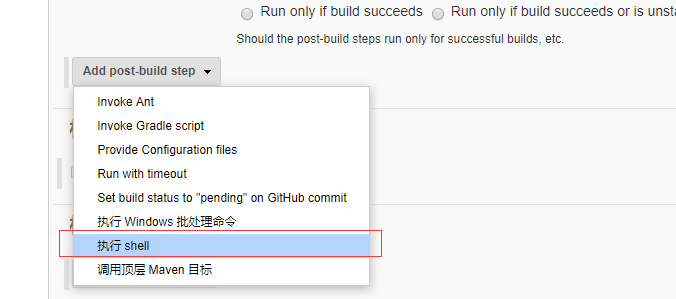 Run only if build succeeds Run only if build succeeds or is unsta
Should the post-build steps run only for successful builds, etc.
Add post-build step
Invoke Ant
Invoke Gradle script
Provide Configuration files
Run with timeout
Set build status to "pending" on GitHub commit
执行 Windows 批处理命令
执行 shell
调用顶层 Maven 目标